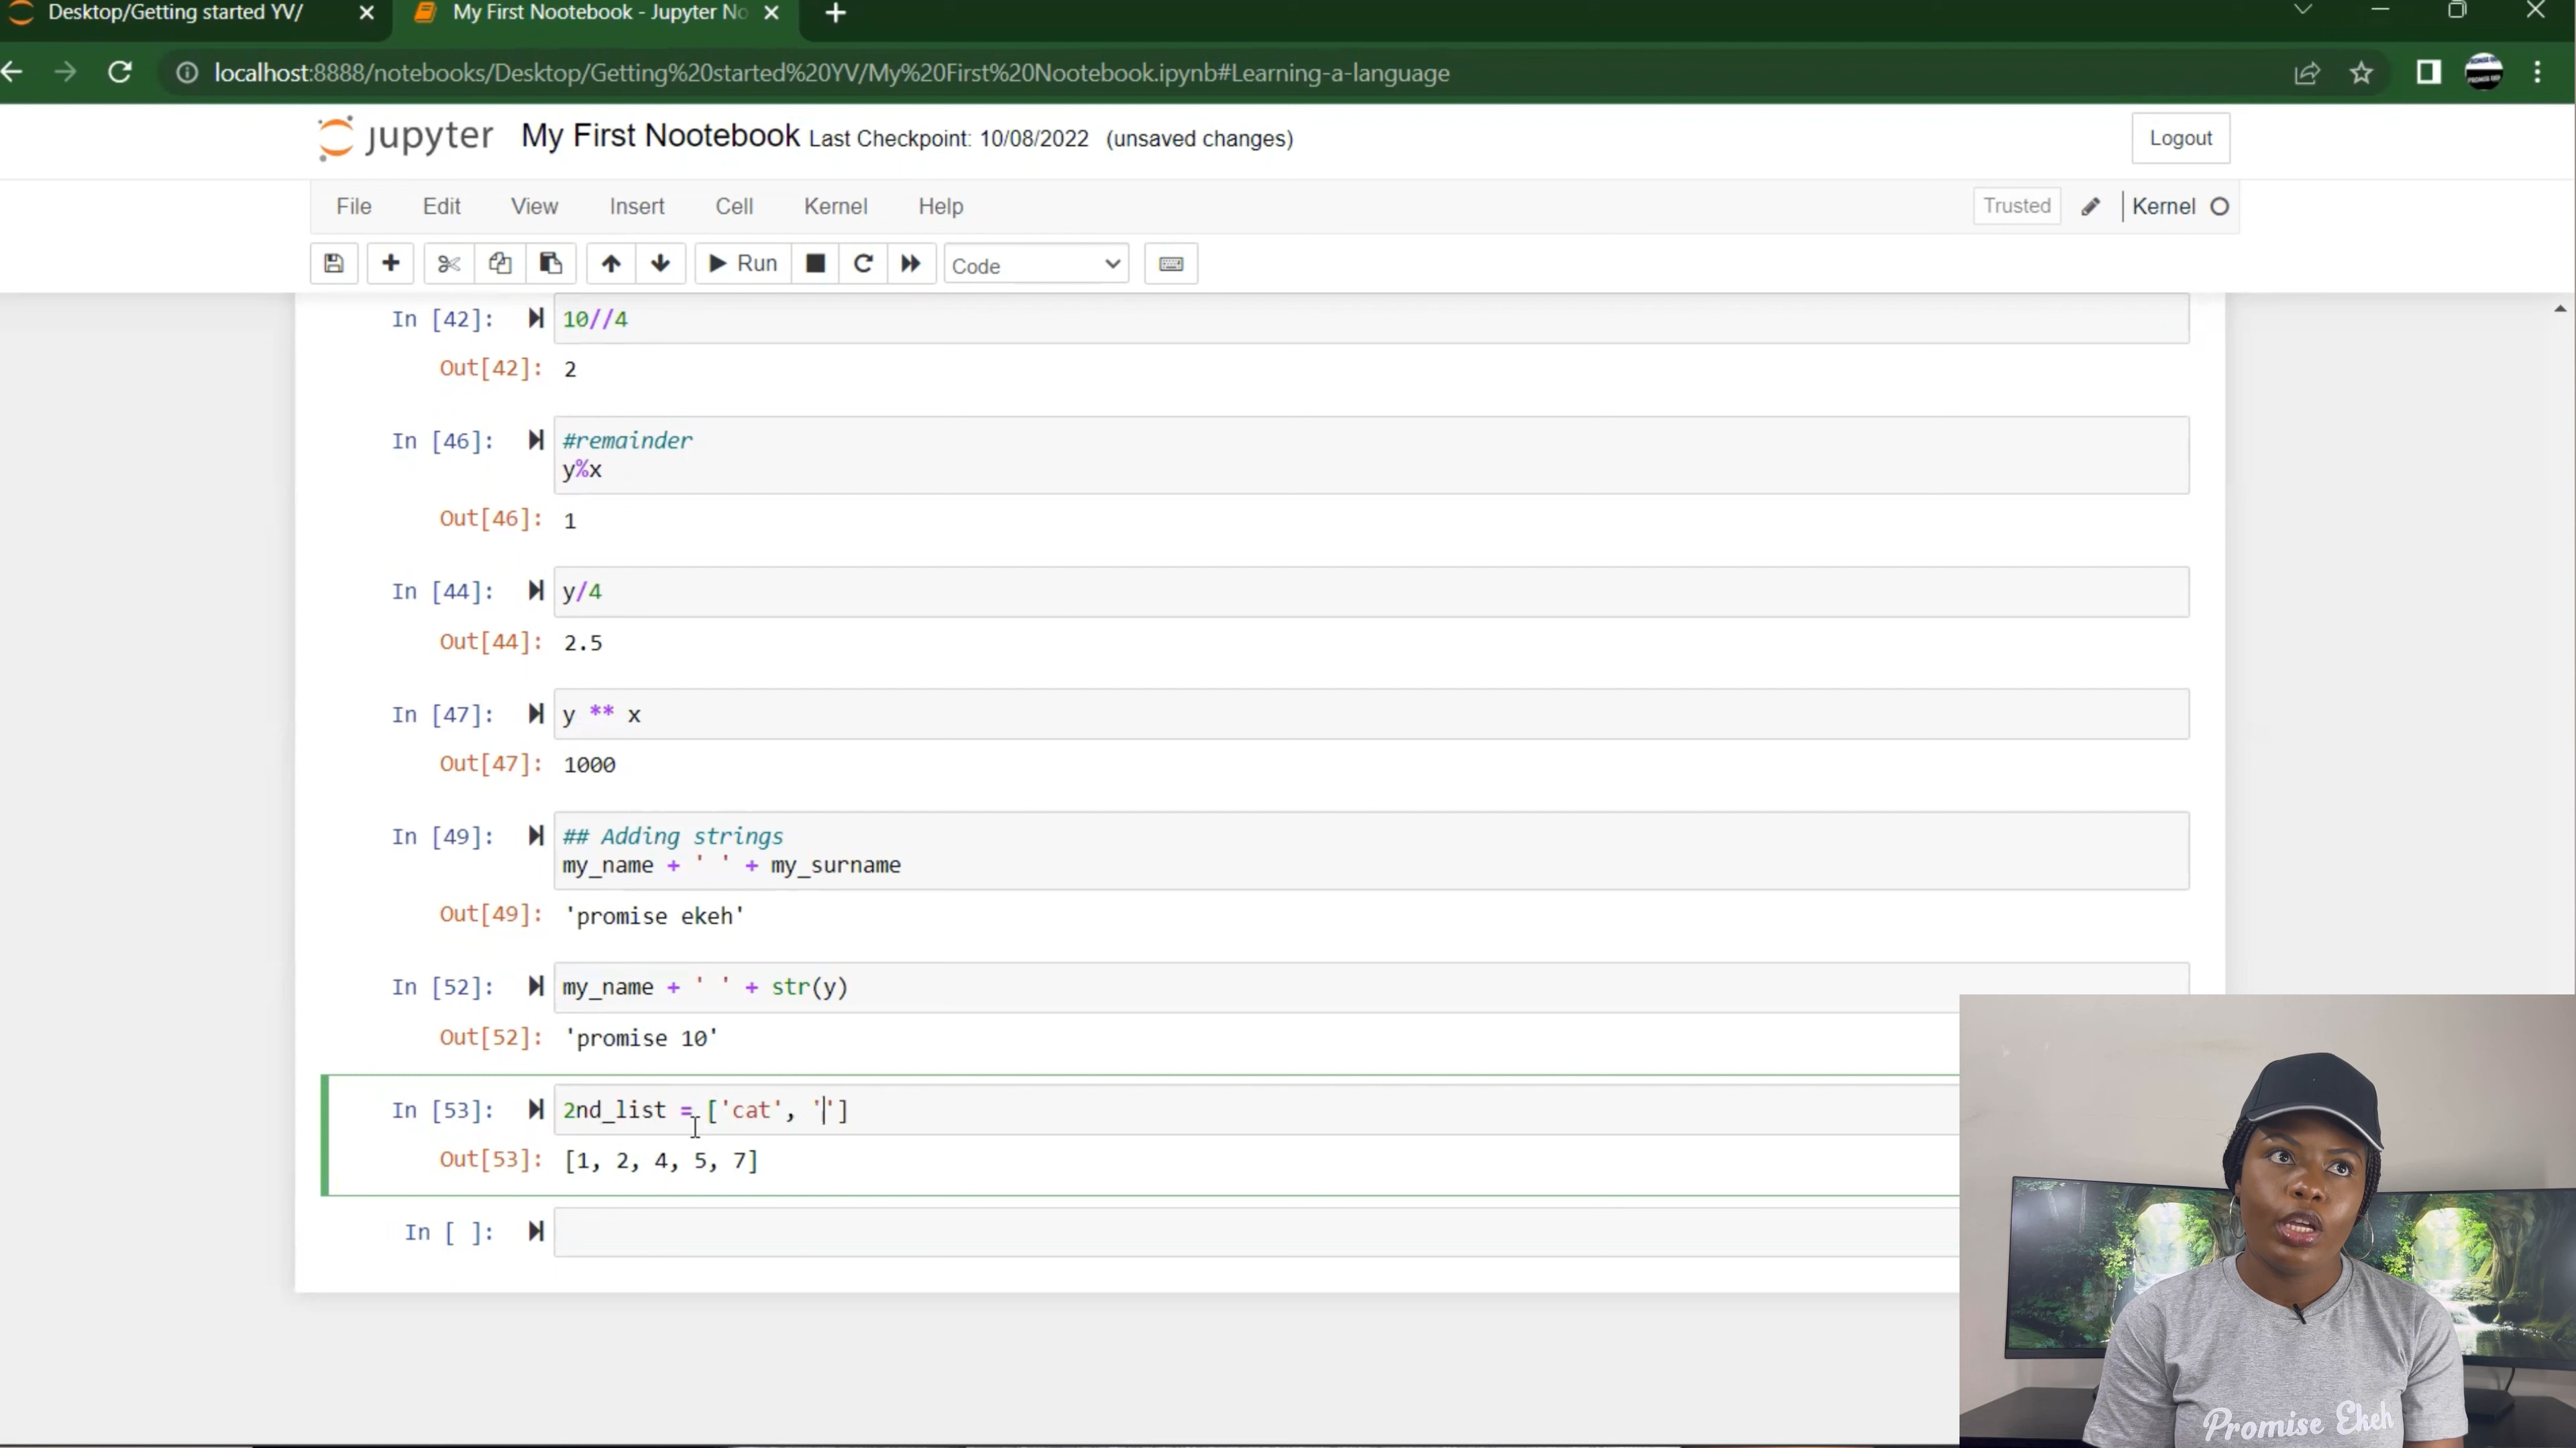 Desktop/Getting started YV/
My First Nootebook - Jupyter No
localhost:8888/notebooks/Desktop/Getting%20started%20YV/My%20First%20Nootebook.ipynb#Learning-a-language
jupyter My First Nootebook Last Checkpoint: 10/08/2022 (unsaved changes)
Logout
File Edit View Insert Cell Kernel Help
Trusted
Kernel
Run
Code
In [42]: 10//4
Out[42]: 2
In [46]: #remainder
y%x
Out[46]: 1
In [44]: y/4
Out[44]: 2.5
In [47]: y ** x
Out[47]: 1000
In [49]: ## Adding strings
my_name + ' ' + my_surname
Out[49]: 'promise ekeh'
In [52]: my_name + ' ' + str(y)
Out[52]: 'promise 10'
In [53]: 2nd_list = ['cat', '']
Out[53]: [1, 2, 4, 5, 7]
In [ ]:
Promise Ekeh